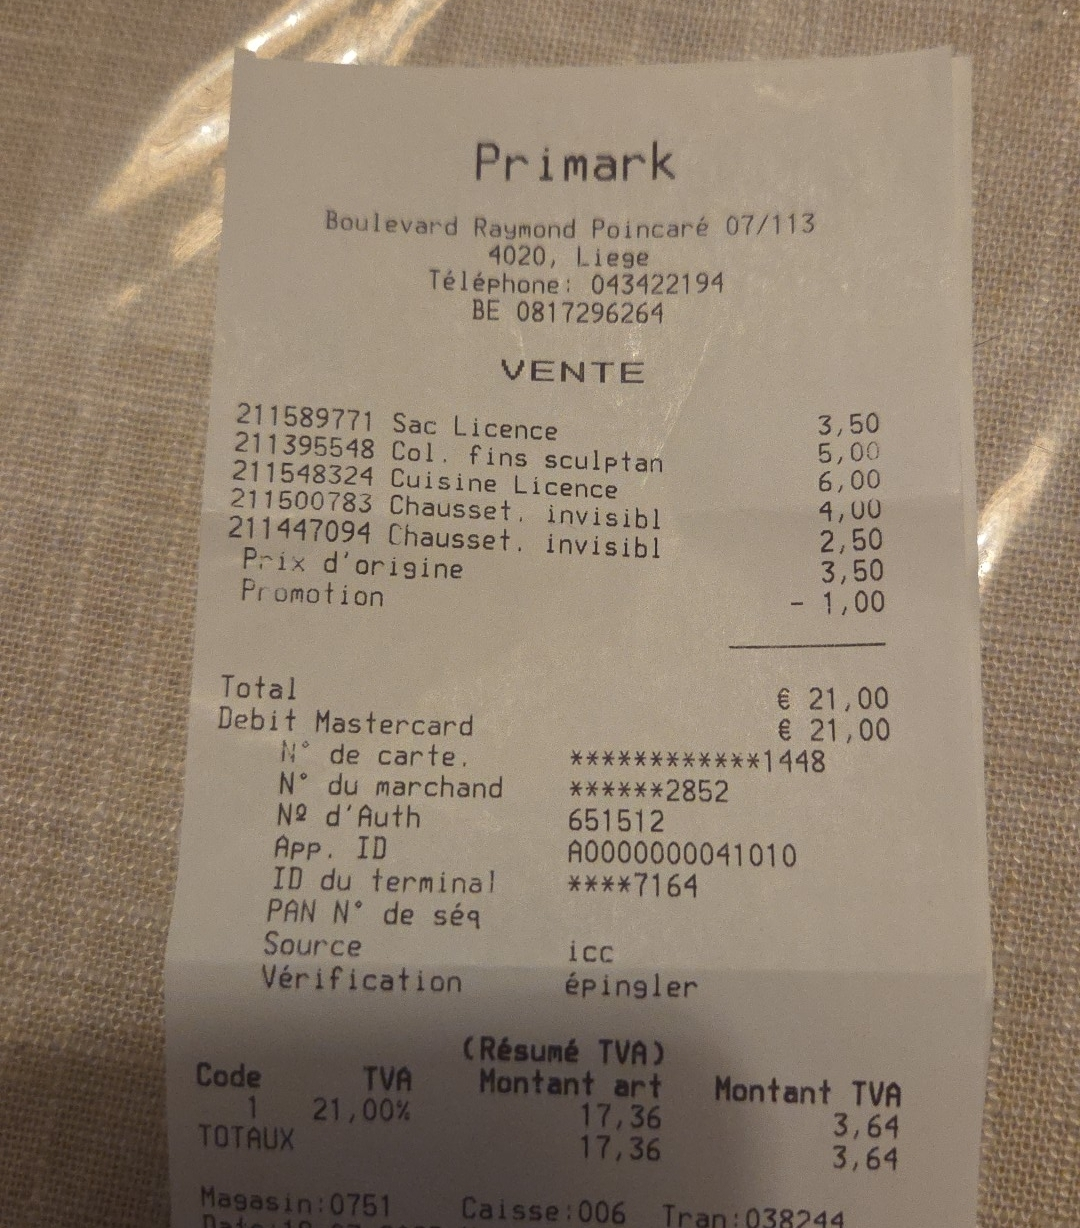 Primark
Boulevard Raymond Poincaré 07/113
4020, Liege
Téléphone: 043422194
BE 0817296264
VENTE
211589771 Sac Licence 3,50
211395548 Col. fins sculptan 5,00
211548324 Cuisine Licence 6,00
211500783 Chausset. invisibl 4,00
211447094 Chausset. invisibl 2,50
Prix d'origine 3,50
Promotion - 1,00
Total € 21,00
Debit Mastercard € 21,00
N° de carte. ************1448
N° du marchand ******2852
Nº d'Auth 651512
App. ID A0000000041010
ID du terminal ****7164
PAN N° de séq
Source icc
Vérification épingler
(Résumé TVA)
Code TVA Montant art Montant TVA
1 21,00% 17,36 3,64
TOTAUX 17,36 3,64
Magasin:0751 Caisse:006 Tran:038244